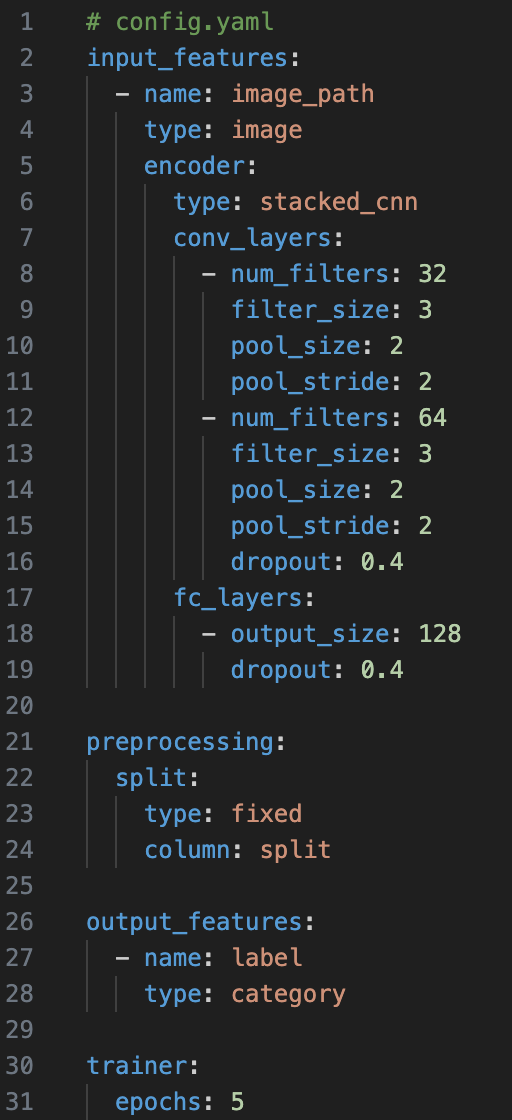 1 # config.yaml
2 input_features:
3   - name: image_path
4     type: image
5     encoder:
6       type: stacked_cnn
7       conv_layers:
8         - num_filters: 32
9           filter_size: 3
10           pool_size: 2
11           pool_stride: 2
12         - num_filters: 64
13           filter_size: 3
14           pool_size: 2
15           pool_stride: 2
16           dropout: 0.4
17       fc_layers:
18         - output_size: 128
19           dropout: 0.4
20
21 preprocessing:
22   split:
23     type: fixed
24     column: split
25
26 output_features:
27   - name: label
28     type: category
29
30 trainer:
31   epochs: 5